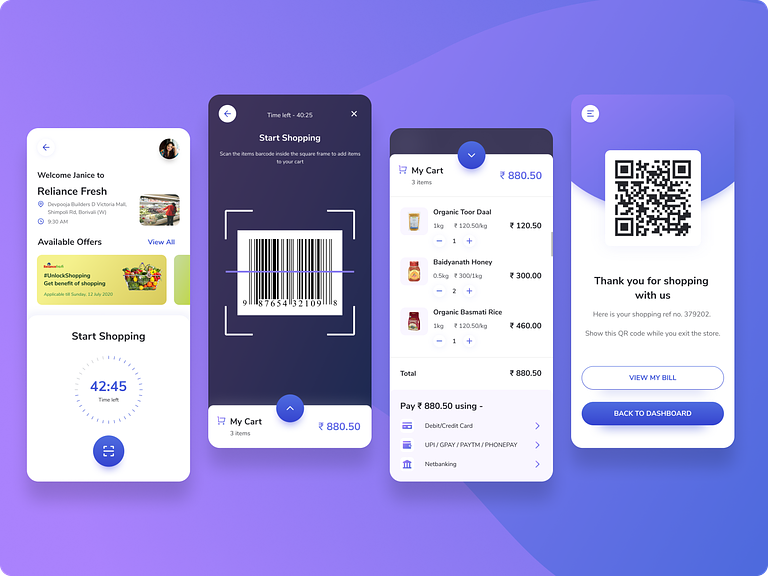 Welcome Janice to
Reliance Fresh
Devpooja Builders D Victoria Mall,
Shimpoli Rd, Borivali (W)
9:30 AM
Available Offers
View All
#UnlockShopping
Get benefit of shopping
Applicable till Sunday, 12 July 2020
Start Shopping
42:45
Time left
Time left - 40:25
Start Shopping
Scan the items barcode inside the square frame to add items
to your cart
9 87654 32109 8
My Cart
3 items
₹ 880.50
My Cart
3 items
₹ 880.50
Organic Toor Daal
1kg ₹ 120.50/kg ₹ 120.50
1
Baidyanath Honey
0.5kg ₹ 300/1kg ₹ 300.00
2
Organic Basmati Rice
1kg ₹ 120.50/kg ₹ 460.00
1
Total ₹ 880.50
Pay ₹ 880.50 using -
Debit/Credit Card
UPI / GPAY / PAYTM / PHONEPAY
Netbanking
Thank you for shopping
with us
Here is your shopping ref no. 379202.
Show this QR code while you exit the store.
VIEW MY BILL
BACK TO DASHBOARD